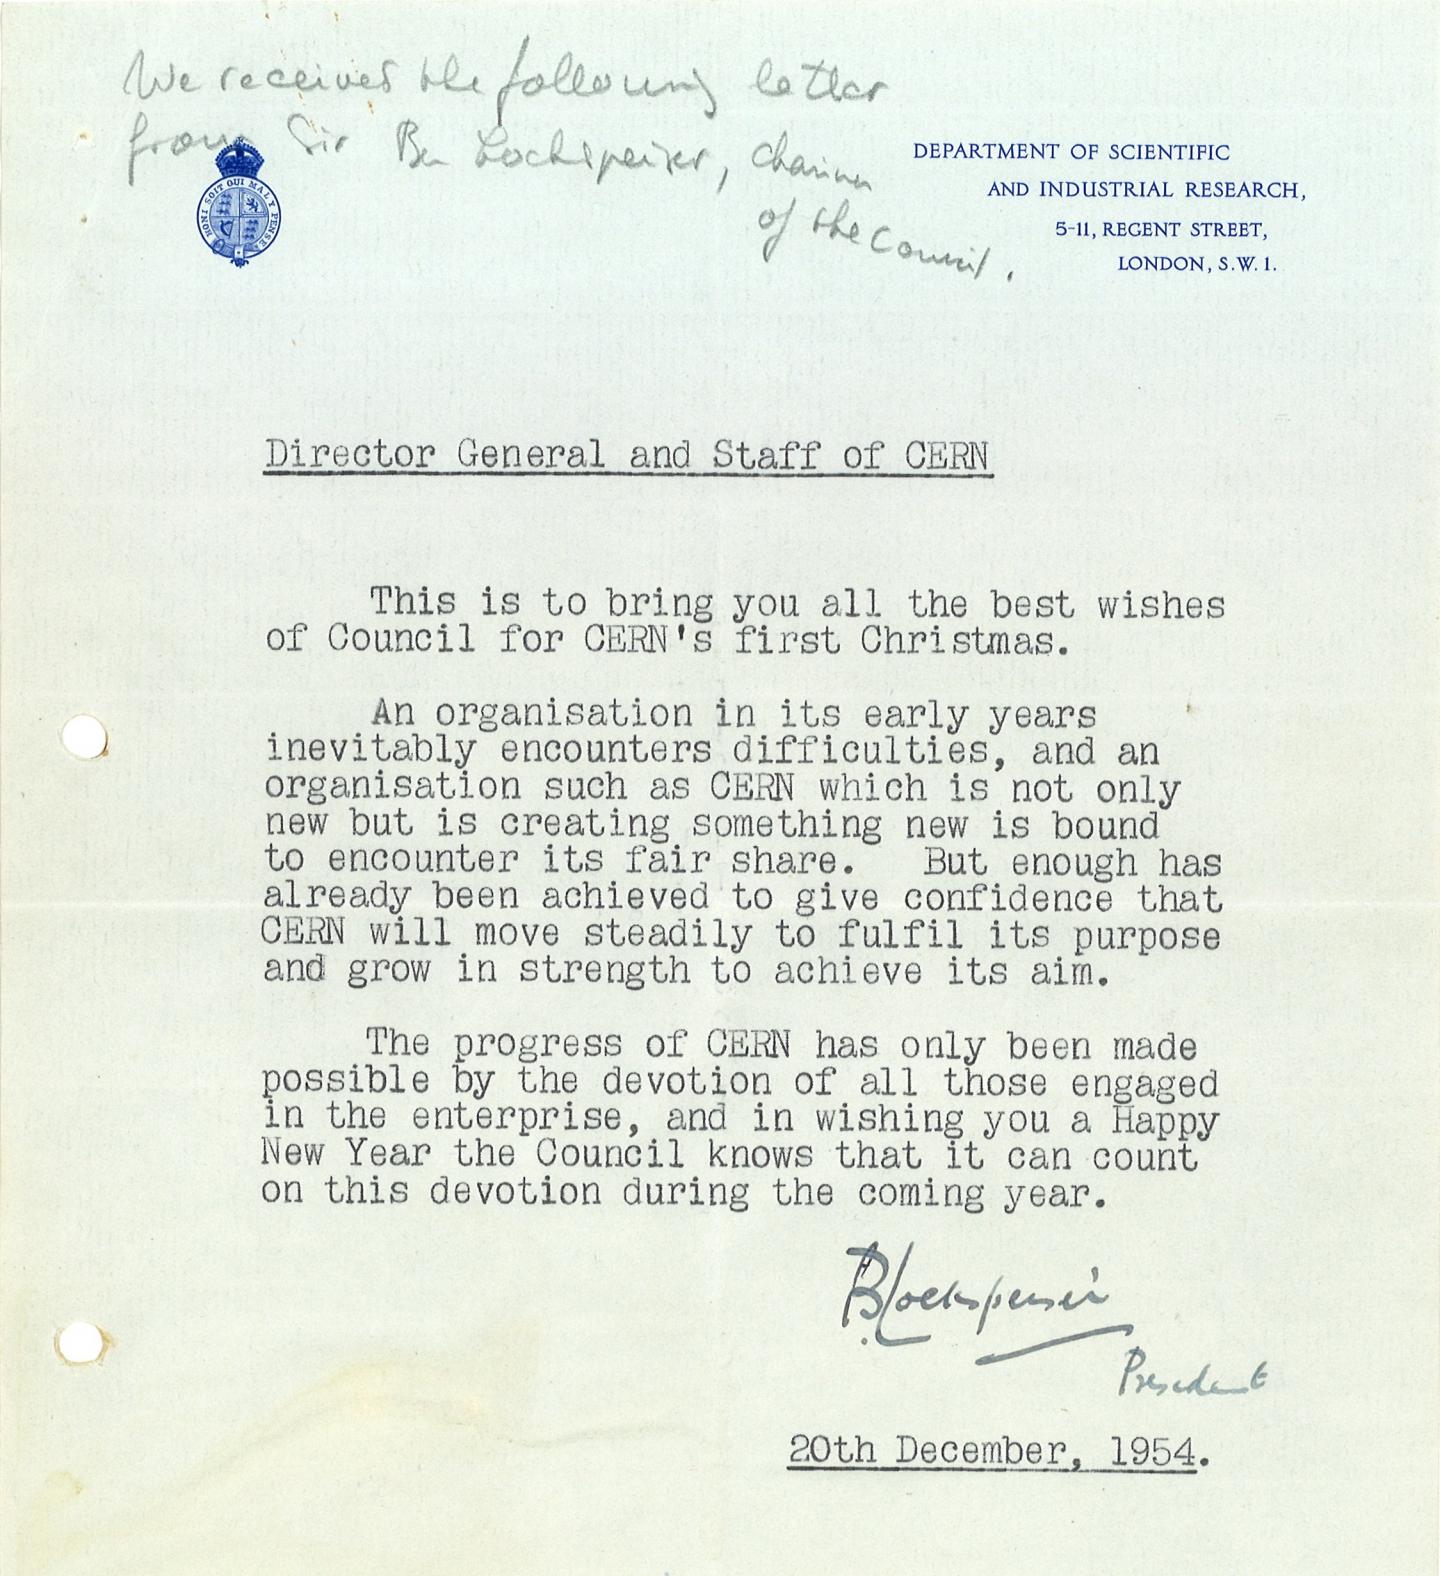 We received the following letter
from Sir Ben Lockspeiser, Chairman
of the Council.
HONI SOIT QUI MAL Y PENSE
DEPARTMENT OF SCIENTIFIC
AND INDUSTRIAL RESEARCH,
5-11, REGENT STREET,
LONDON, S.W.1.
Director General and Staff of CERN
This is to bring you all the best wishes
of Council for CERN's first Christmas.
An organisation in its early years
inevitably encounters difficulties, and an
organisation such as CERN which is not only
new but is creating something new is bound
to encounter its fair share. But enough has
already been achieved to give confidence that
CERN will move steadily to fulfil its purpose
and grow in strength to achieve its aim.
The progress of CERN has only been made
possible by the devotion of all those engaged
in the enterprise, and in wishing you a Happy
New Year the Council knows that it can count
on this devotion during the coming year.
B Lockspeiser
President
20th December, 1954.